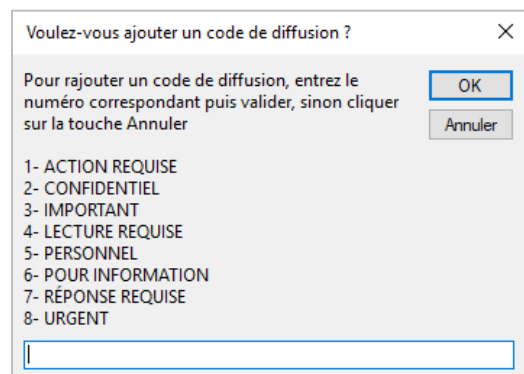 Voulez-vous ajouter un code de diffusion ?
Pour rajouter un code de diffusion, entrez le
numéro correspondant puis valider, sinon cliquer
sur la touche Annuler
OK
Annuler
1- ACTION REQUISE
2- CONFIDENTIEL
3- IMPORTANT
4- LECTURE REQUISE
5- PERSONNEL
6- POUR INFORMATION
7- RÉPONSE REQUISE
8- URGENT